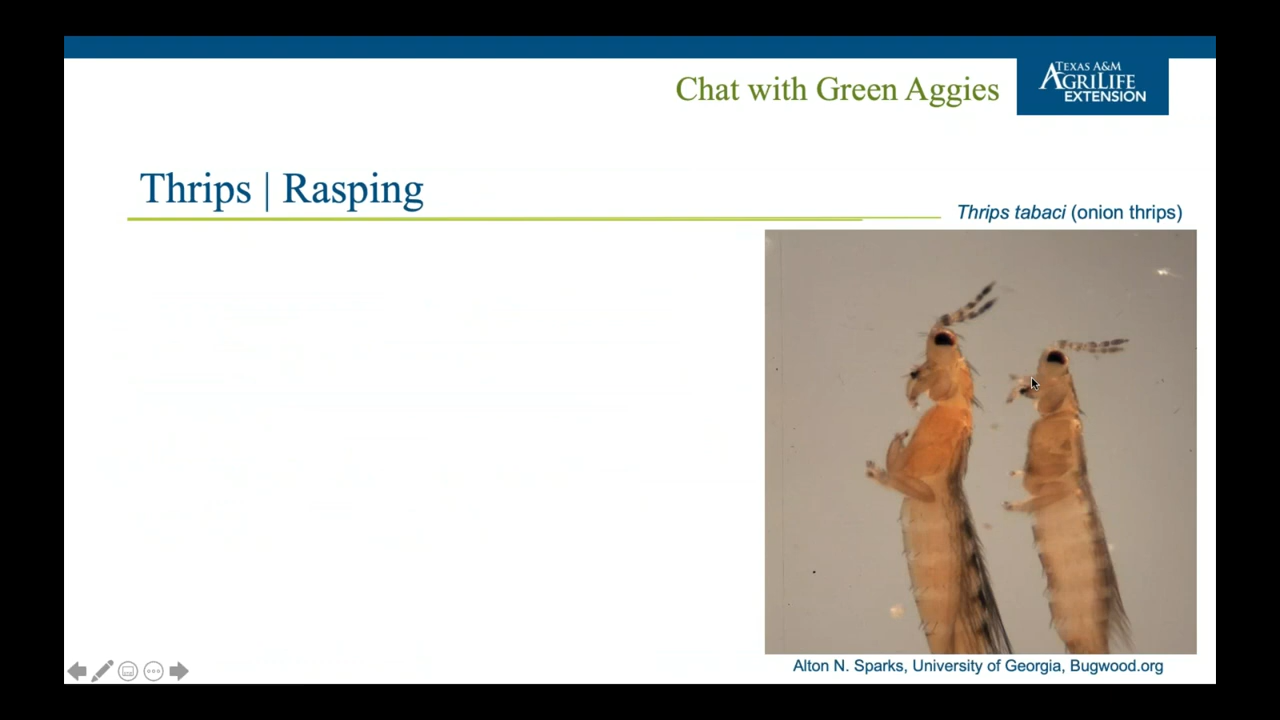 Chat with Green Aggies
TEXAS A&M
AGRILIFE
EXTENSION
Thrips | Rasping
Thrips tabaci (onion thrips)
Alton N. Sparks, University of Georgia, Bugwood.org